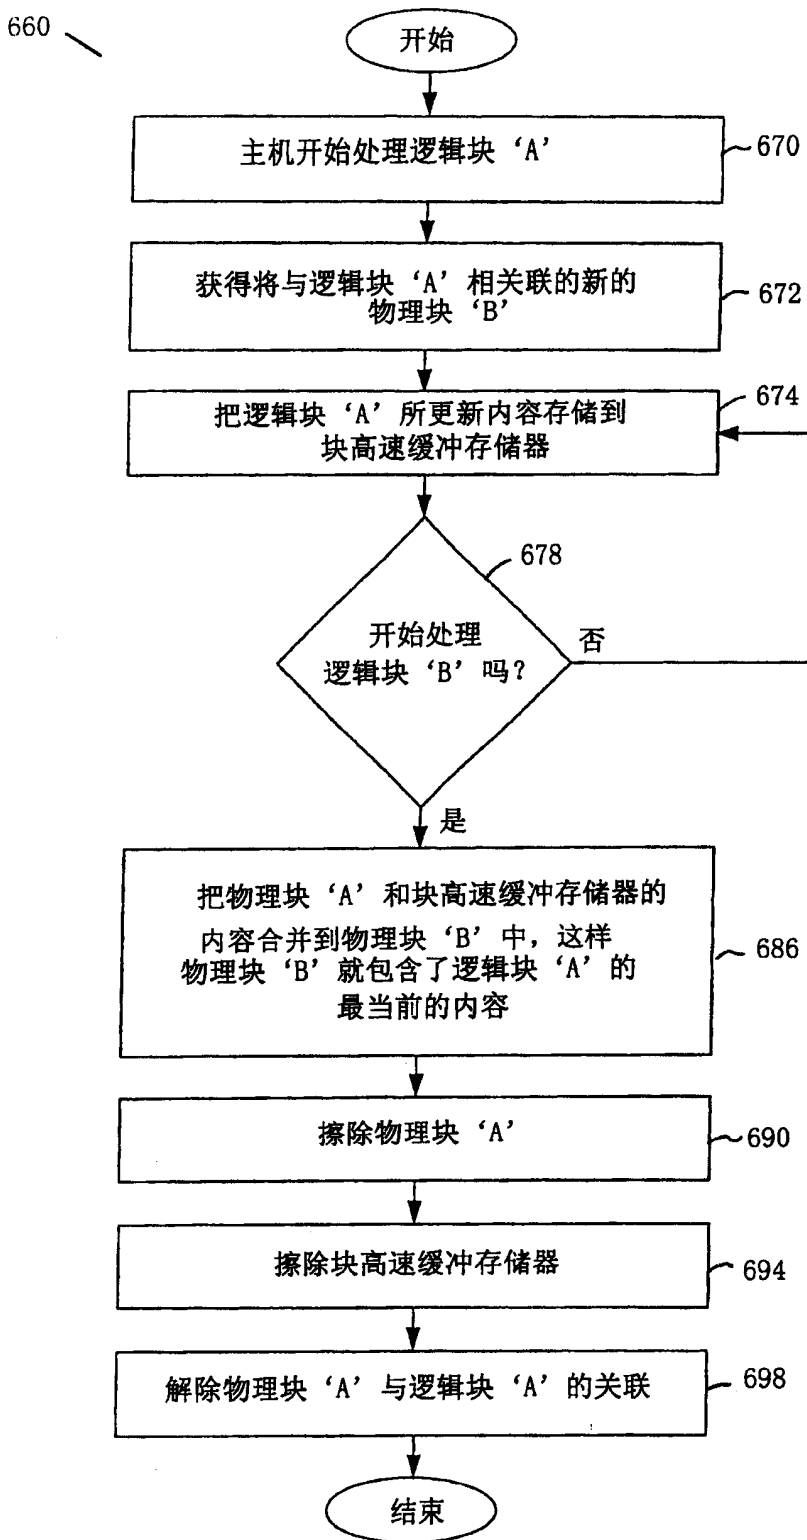 660
开始
主机开始处理逻辑块‘A’
670
获得将与逻辑块‘A’相关联的新的
物理块‘B’
672
把逻辑块‘A’所更新内容存储到
块高速缓冲存储器
674
678
开始处理
逻辑块‘B’吗?
否
是
把物理块‘A’和块高速缓冲存储器的
内容合并到物理块‘B’中,这样
物理块‘B’就包含了逻辑块‘A’的
最当前的内容
686
擦除物理块‘A’
690
擦除块高速缓冲存储器
694
解除物理块‘A’与逻辑块‘A’的关联
698
结束